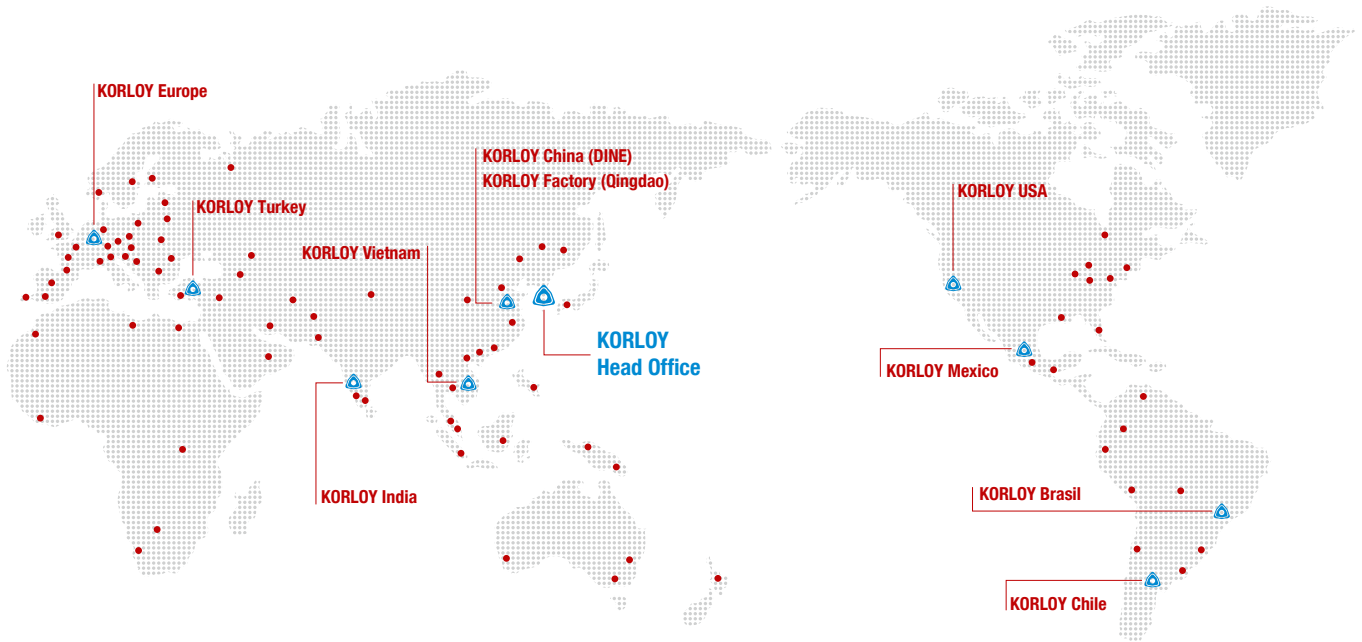 KORLOY Europe
KORLOY China (DINE)
KORLOY Factory (Qingdao)
KORLOY USA
KORLOY Turkey
KORLOY Vietnam
KORLOY
Head Office
KORLOY Mexico
KORLOY India
KORLOY Brasil
KORLOY Chile